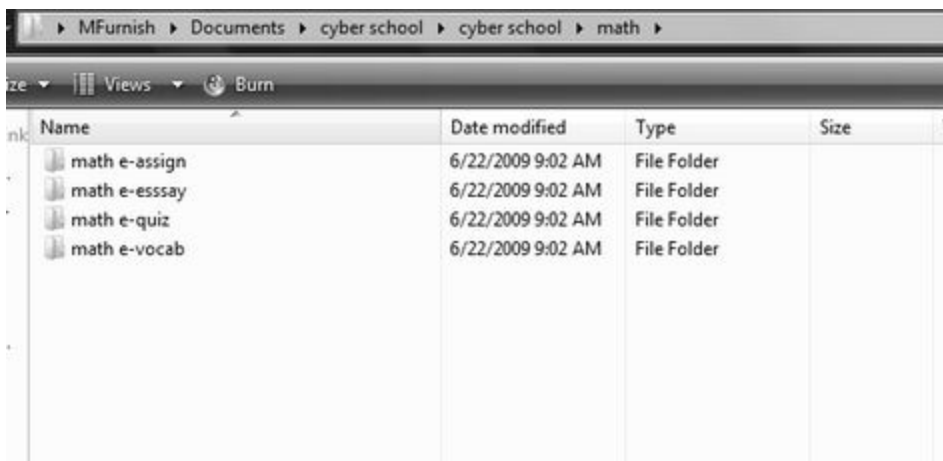 MFurnish ▸ Documents ▸ cyber school ▸ cyber school ▸ math ▸
ize Views Burn
nk Name Date modified Type Size
math e-assign 6/22/2009 9:02 AM File Folder
math e-esssay 6/22/2009 9:02 AM File Folder
math e-quiz 6/22/2009 9:02 AM File Folder
math e-vocab 6/22/2009 9:02 AM File Folder